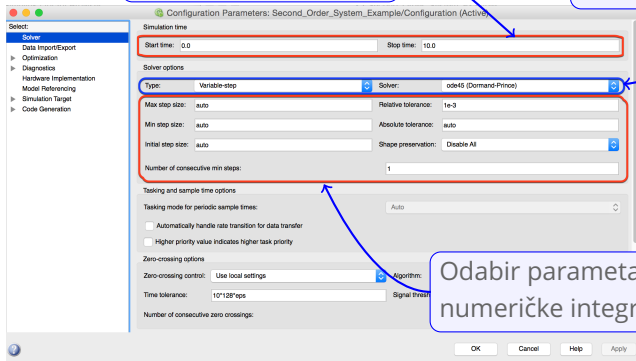 Configuration Parameters: Second_Order_System_Example/Configuration (Active)
Select:
Solver
Data Import/Export
Optimization
Diagnostics
Hardware Implementation
Model Referencing
Simulation Target
Code Generation
Simulation time
Start time: 0.0 Stop time: 10.0
Solver options
Type: Variable-step Solver: ode45 (Dormand-Prince)
Max step size: auto Relative tolerance: 1e-3
Min step size: auto Absolute tolerance: auto
Initial step size: auto Shape preservation: Disable All
Number of consecutive min steps: 1
Tasking and sample time options
Tasking mode for periodic sample times: Auto
Automatically handle rate transition for data transfer
Higher priority value indicates higher task priority
Zero-crossing options
Zero-crossing control: Use local settings Algorithm:
Time tolerance: 10*128*eps Signal thresh
Number of consecutive zero crossings:
Odabir parameta
numeričke integr
OK Cancel Help Apply